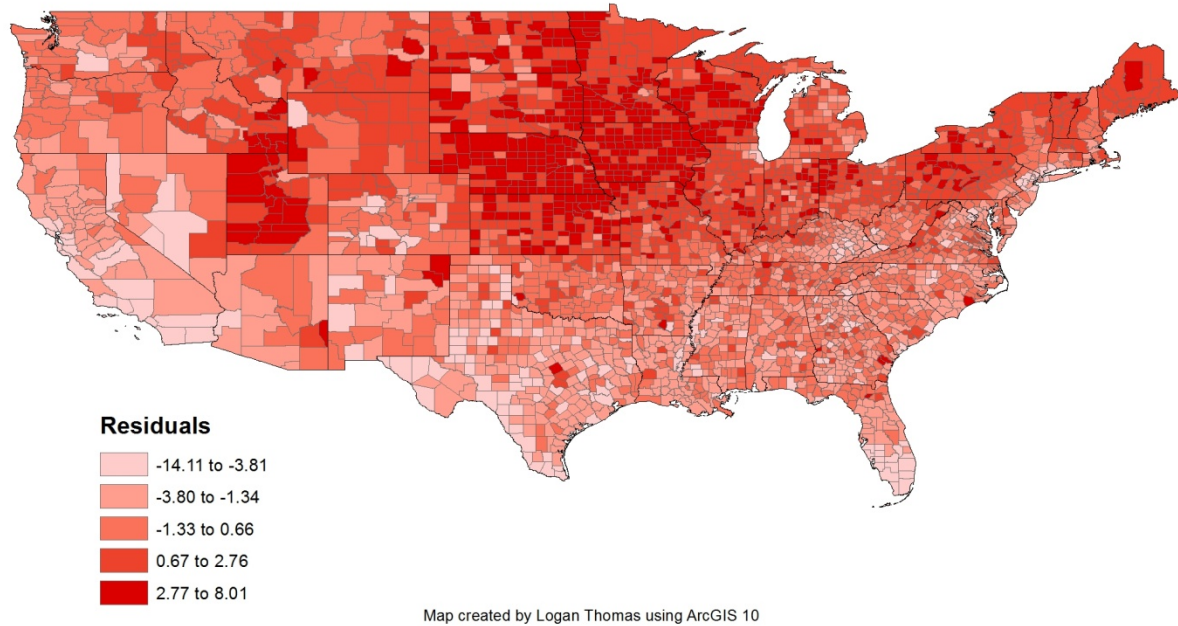 Residuals
-14.11 to -3.81
-3.80 to -1.34
-1.33 to 0.66
0.67 to 2.76
2.77 to 8.01
Map created by Logan Thomas using ArcGIS 10